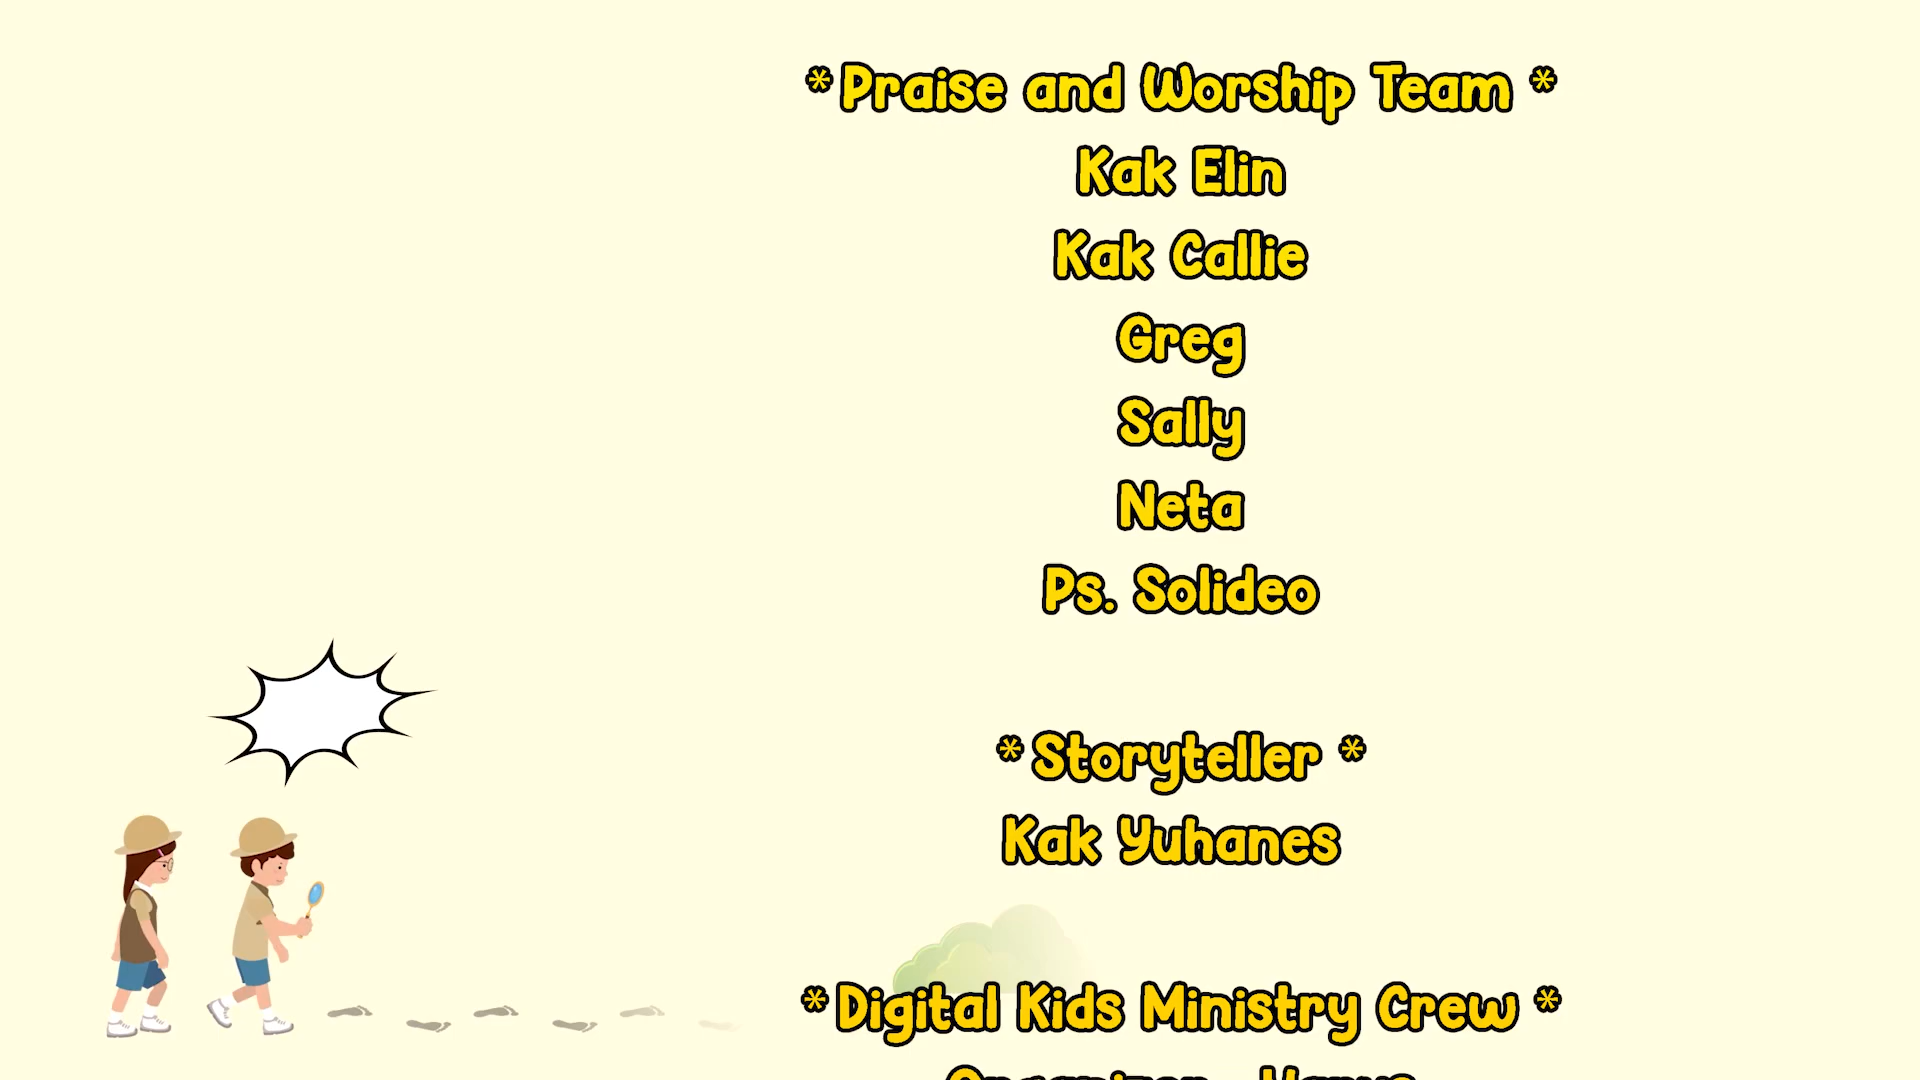 * Praise and Worship Team *
Kak Elin
Kak Callie
Greg
Sally
Neta
Ps. Solideo
* Storyteller *
Kak Yuhanes
* Digital Kids Ministry Crew *